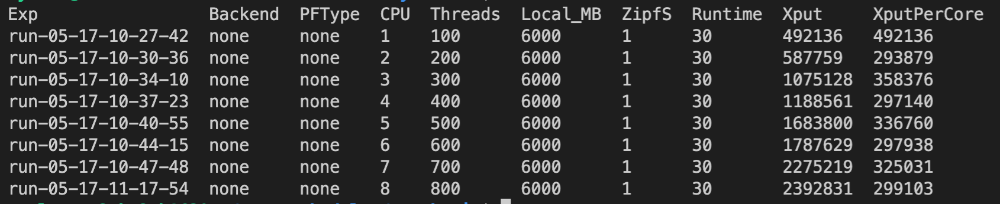 Exp Backend PFType CPU Threads Local_MB ZipfS Runtime Xput XputPerCore
run-05-17-10-27-42 none none 1 100 6000 1 30 492136 492136
run-05-17-10-30-36 none none 2 200 6000 1 30 587759 293879
run-05-17-10-34-10 none none 3 300 6000 1 30 1075128 358376
run-05-17-10-37-23 none none 4 400 6000 1 30 1188561 297140
run-05-17-10-40-55 none none 5 500 6000 1 30 1683800 336760
run-05-17-10-44-15 none none 6 600 6000 1 30 1787629 297938
run-05-17-10-47-48 none none 7 700 6000 1 30 2275219 325031
run-05-17-11-17-54 none none 8 800 6000 1 30 2392831 299103